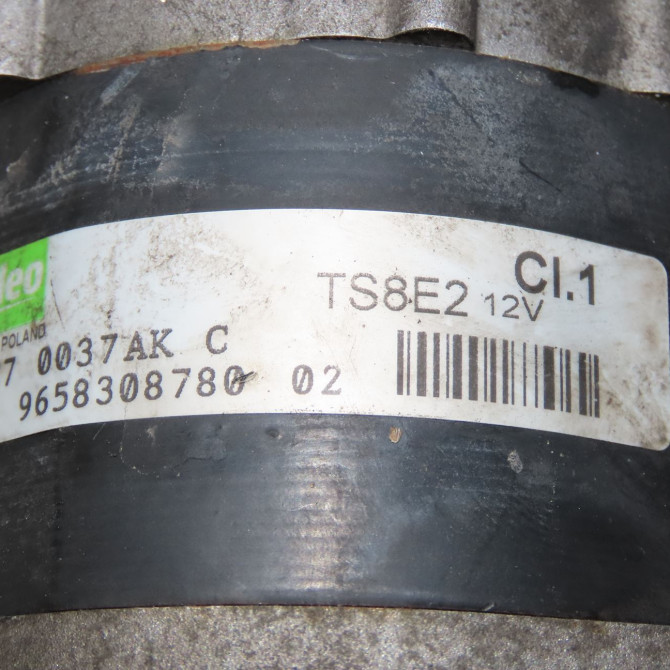 leo
POLAND
TS8E2 12V Cl.1
7 0037AK C
9658308780 02